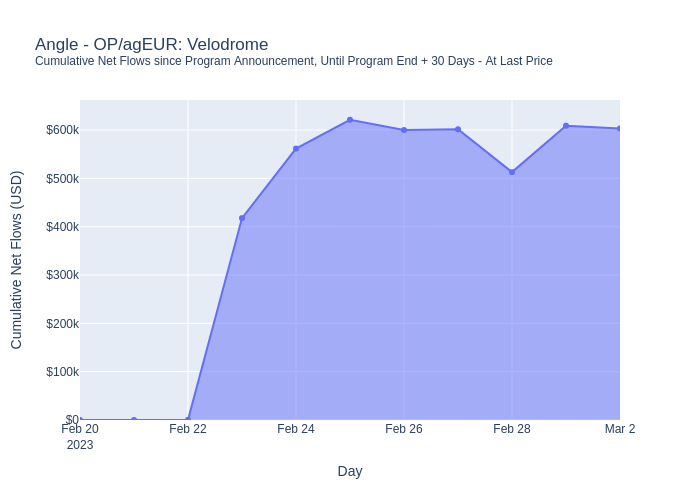 Angle - OP/agEUR: Velodrome
Cumulative Net Flows since Program Announcement, Until Program End + 30 Days - At Last Price
Cumulative Net Flows (USD)
$600k
$500k
$400k
$300k
$200k
$100k
$0
Feb 20 Feb 22 Feb 24 Feb 26 Feb 28 Mar 2
2023
Day